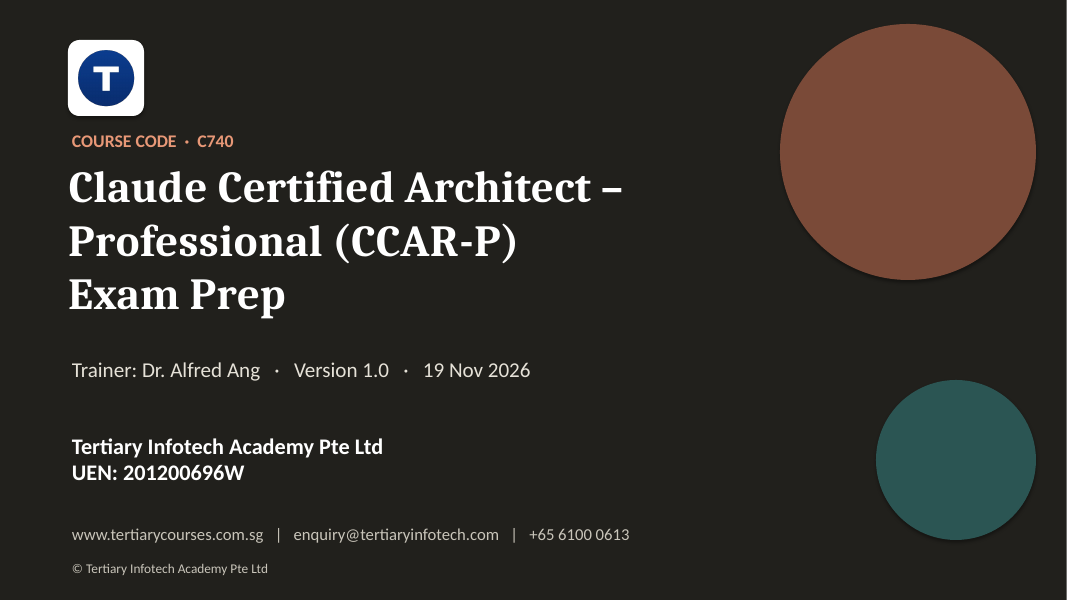 T
COURSE CODE · C740
Claude Certified Architect –
Professional (CCAR-P)
Exam Prep
Trainer: Dr. Alfred Ang · Version 1.0 · 19 Nov 2026
Tertiary Infotech Academy Pte Ltd
UEN: 201200696W
www.tertiarycourses.com.sg | enquiry@tertiaryinfotech.com | +65 6100 0613
© Tertiary Infotech Academy Pte Ltd